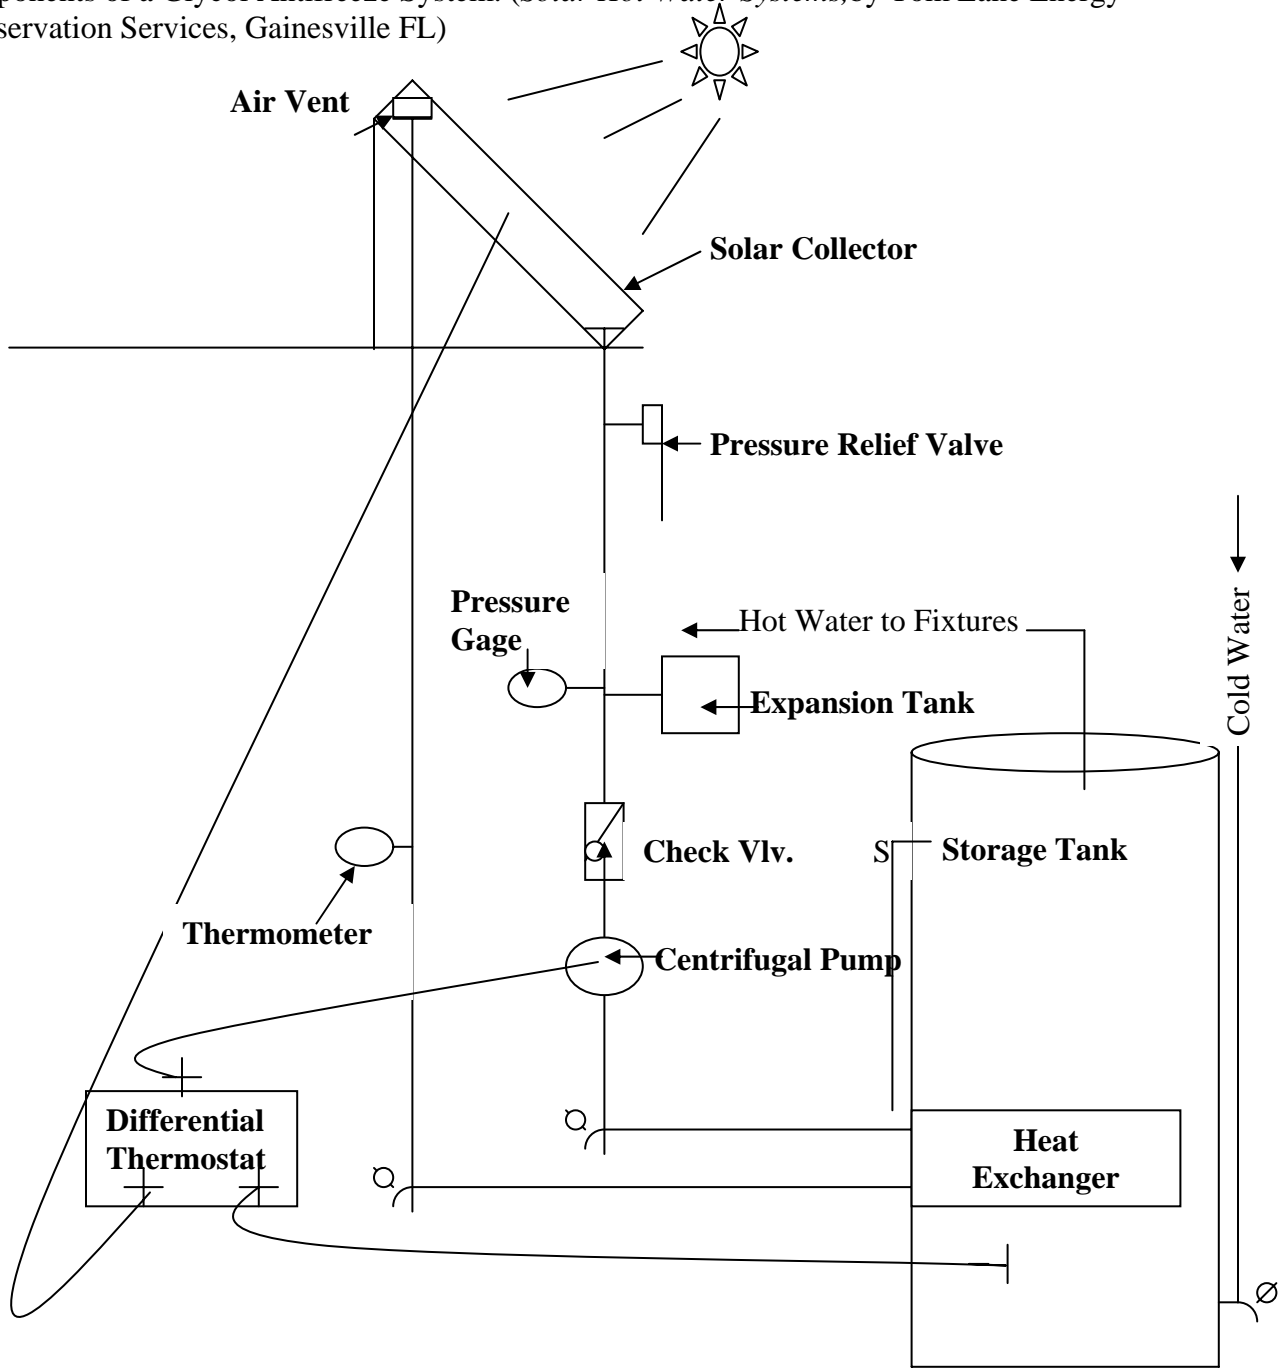 ponents of a Glycol Antifreeze System. (Solar Hot Water Systems, by Tom Lane Energy
servation Services, Gainesville FL)
Air Vent
Solar Collector
Pressure Relief Valve
Pressure
Gage
Hot Water to Fixtures
Cold Water
Expansion Tank
Check Vlv.
S
Storage Tank
Thermometer
Centrifugal Pump
Differential
Thermostat
Heat
Exchanger